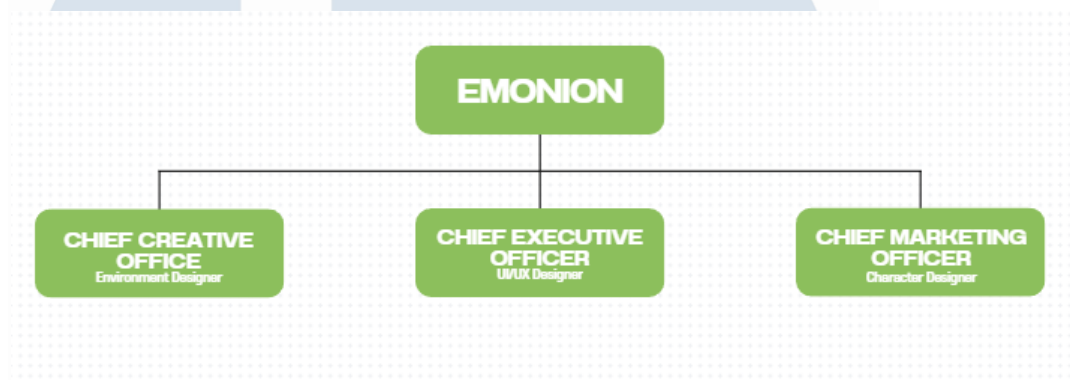 EMONION
CHIEF CREATIVE
OFFICE
Environment Designer
CHIEF EXECUTIVE
OFFICER
UI/UX Designer
CHIEF MARKETING
OFFICER
Character Designer